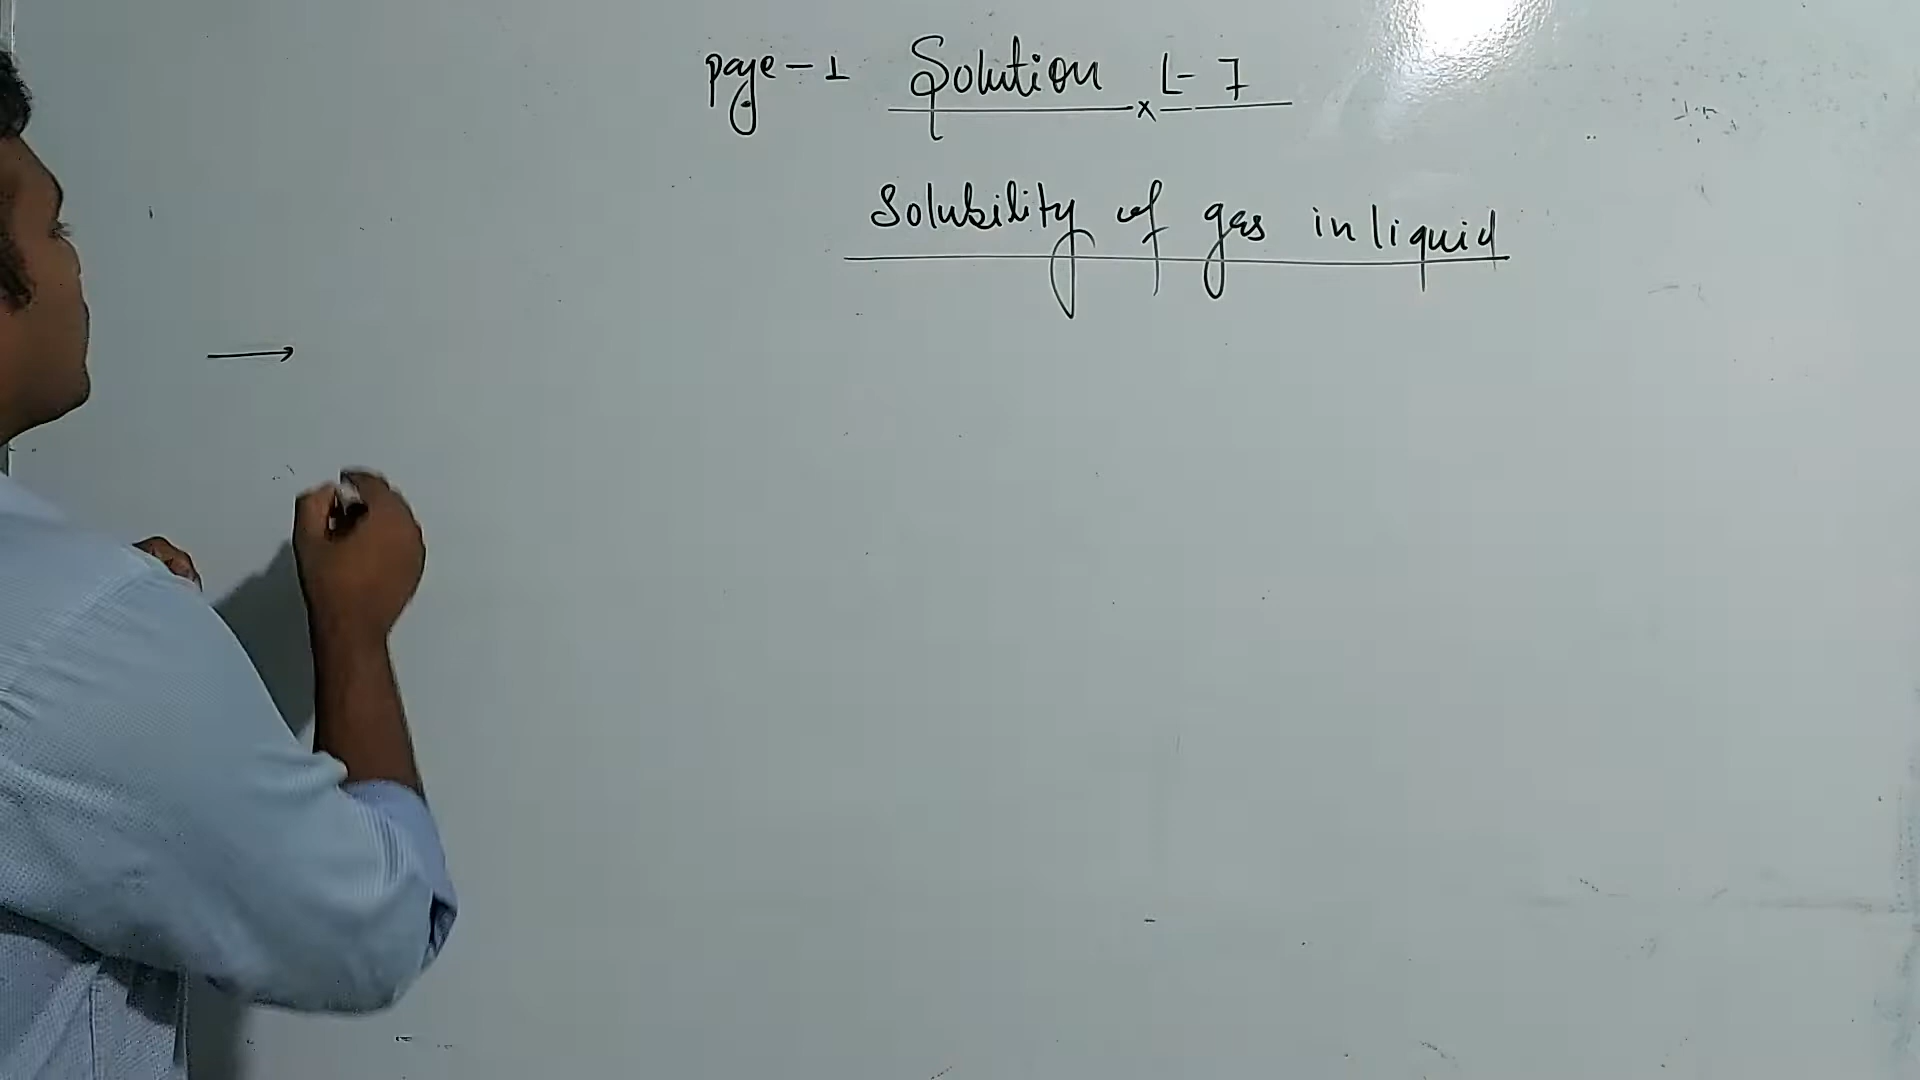 page-1 Solution L-7
Solubility of gas in liquid
→